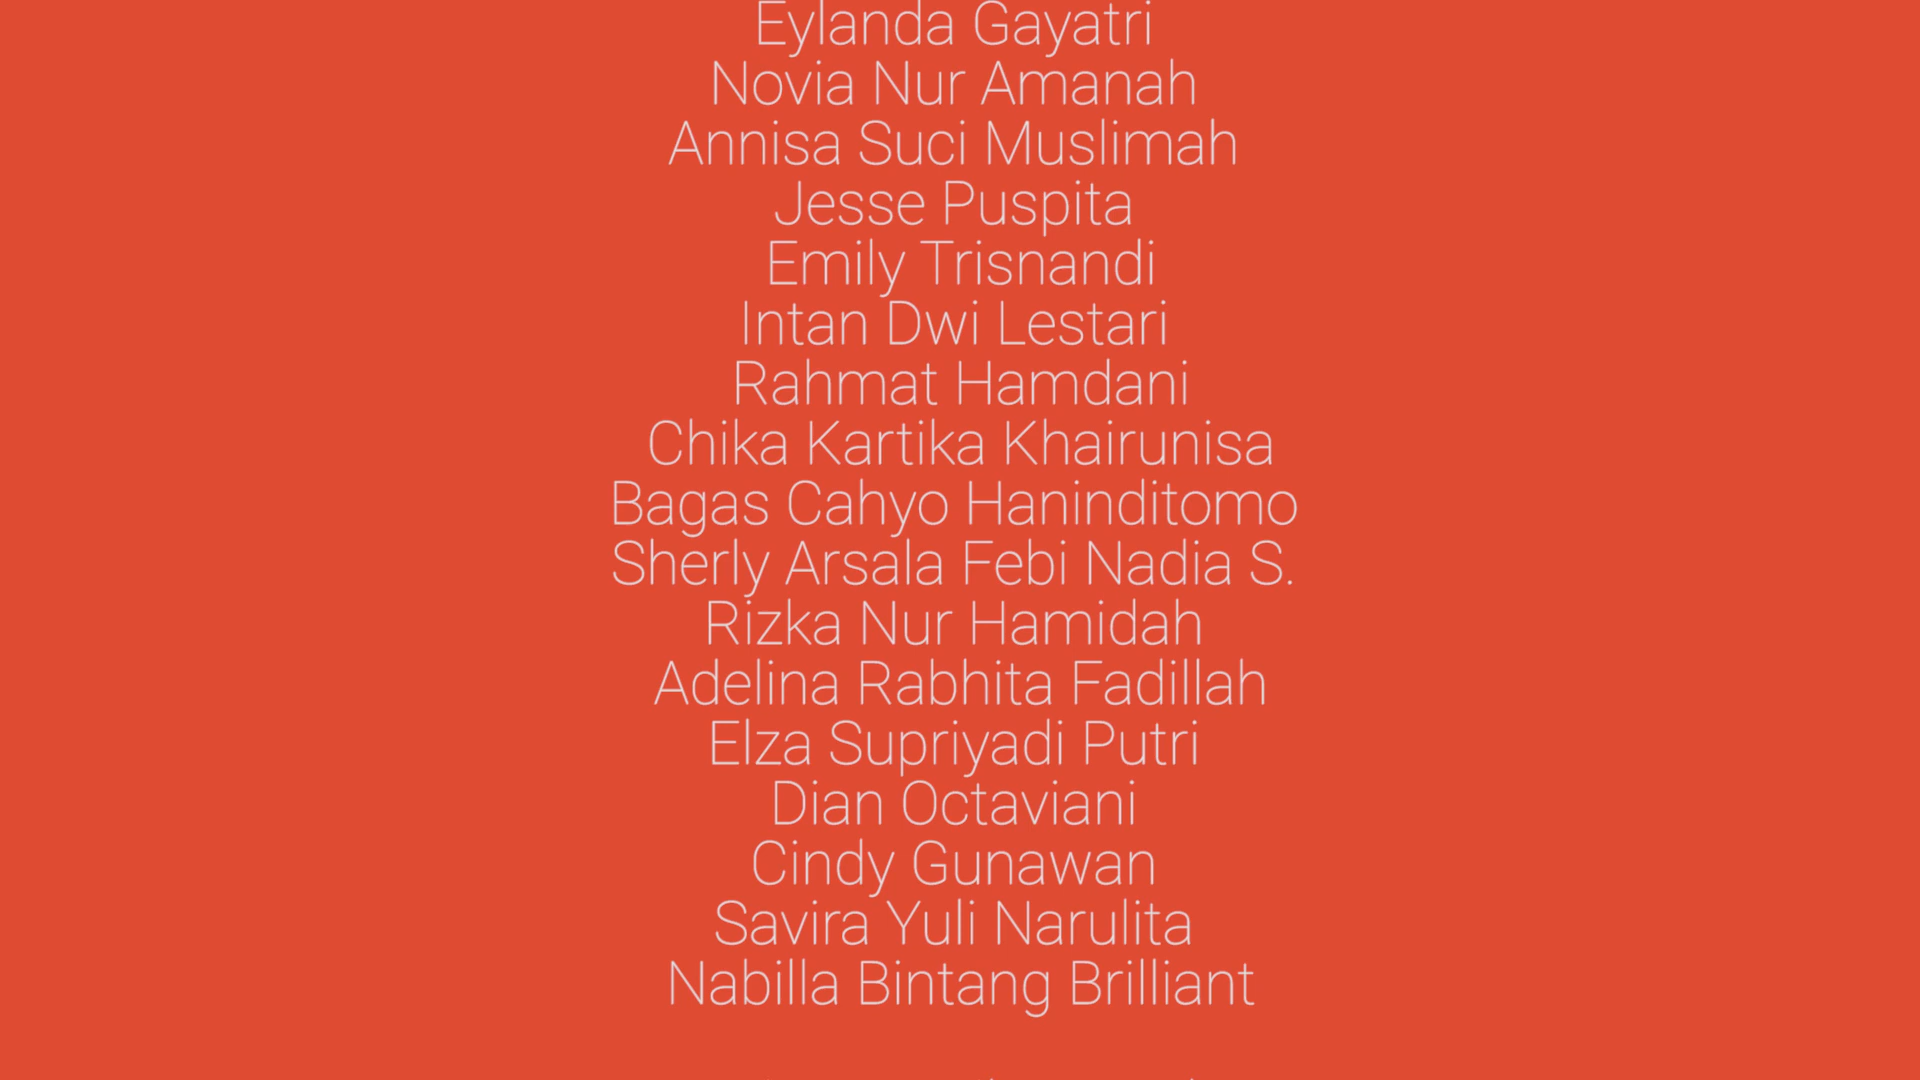 Eylanda Gayatri
Novia Nur Amanah
Annisa Suci Muslimah
Jesse Puspita
Emily Trisnandi
Intan Dwi Lestari
Rahmat Hamdani
Chika Kartika Khairunisa
Bagas Cahyo Haninditomo
Sherly Arsala Febi Nadia S.
Rizka Nur Hamidah
Adelina Rabhita Fadillah
Elza Supriyadi Putri
Dian Octaviani
Cindy Gunawan
Savira Yuli Narulita
Nabilla Bintang Brilliant